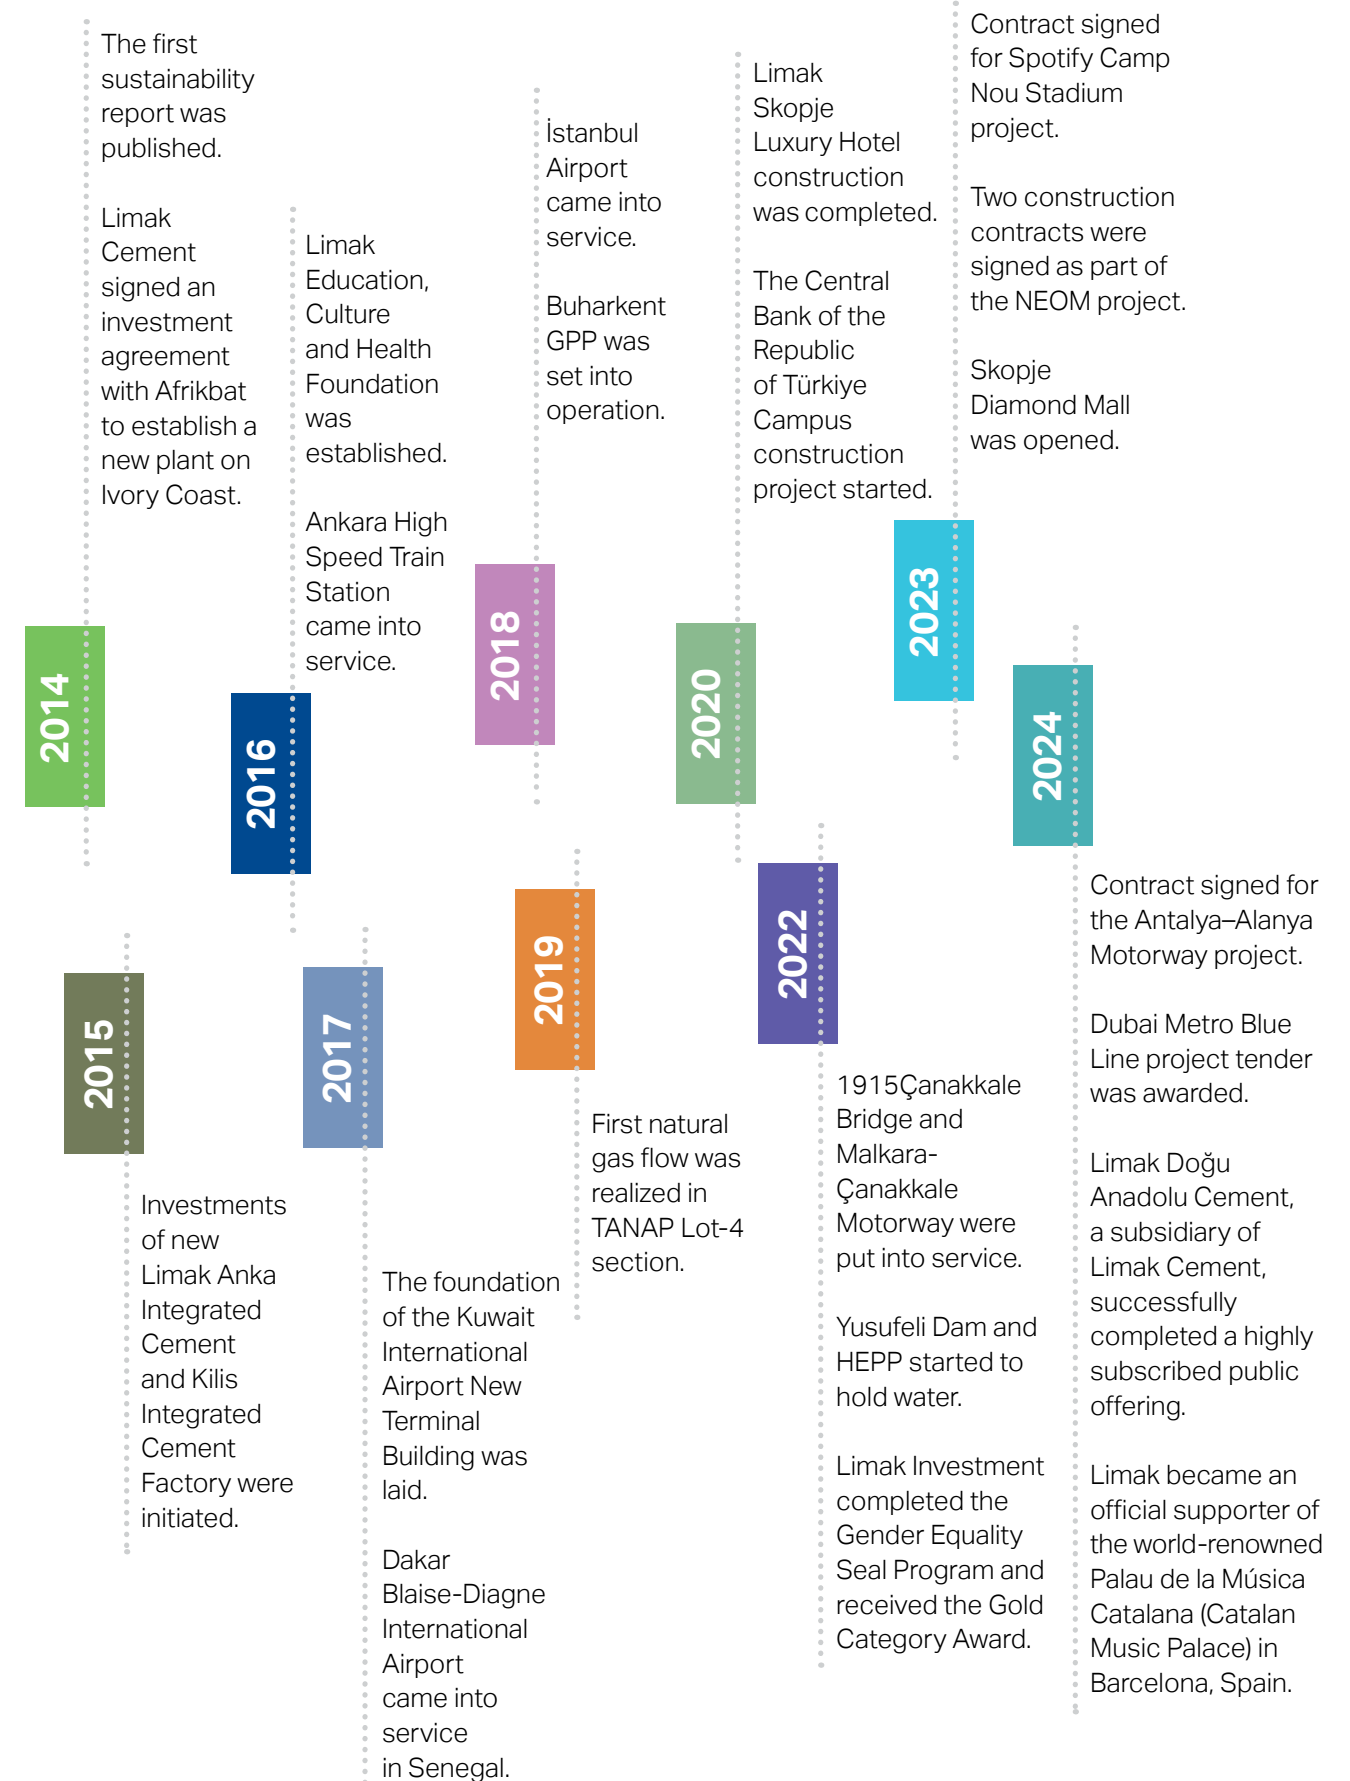 2014
The first
sustainability
report was
published.
Limak
Cement
signed an
investment
agreement
with Afrikbat
to establish a
new plant on
Ivory Coast.
2015
Investments
of new
Limak Anka
Integrated
Cement
and Kilis
Integrated
Cement
Factory were
initiated.
2016
Limak
Education,
Culture
and Health
Foundation
was
established.
Ankara High
Speed Train
Station
came into
service.
2017
The foundation
of the Kuwait
International
Airport New
Terminal
Building was
laid.
Dakar
Blaise-Diagne
International
Airport
came into
service
in Senegal.
2018
İstanbul
Airport
came into
service.
Buharkent
GPP was
set into
operation.
2019
First natural
gas flow was
realized in
TANAP Lot-4
section.
2020
Limak
Skopje
Luxury Hotel
construction
was completed.
The Central
Bank of the
Republic
of Türkiye
Campus
construction
project started.
2022
1915Çanakkale
Bridge and
Malkara-
Çanakkale
Motorway were
put into service.
Yusufeli Dam and
HEPP started to
hold water.
Limak Investment
completed the
Gender Equality
Seal Program and
received the Gold
Category Award.
2023
Contract signed
for Spotify Camp
Nou Stadium
project.
Two construction
contracts were
signed as part of
the NEOM project.
Skopje
Diamond Mall
was opened.
2024
Contract signed for
the Antalya–Alanya
Motorway project.
Dubai Metro Blue
Line project tender
was awarded.
Limak Doğu
Anadolu Cement,
a subsidiary of
Limak Cement,
successfully
completed a highly
subscribed public
offering.
Limak became an
official supporter of
the world-renowned
Palau de la Música
Catalana (Catalan
Music Palace) in
Barcelona, Spain.